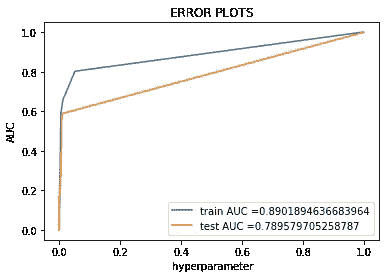 ERROR PLOTS
AUC
1.0
0.8
0.6
0.4
0.2
0.0
train AUC =0.8901894636683964
test AUC =0.789579705258787
0.0 0.2 0.4 0.6 0.8 1.0
hyperparameter